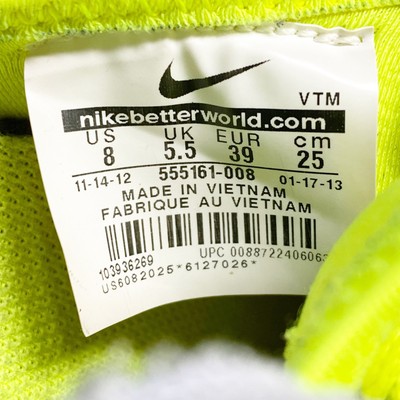 VTM
nikebetterworld.com
US UK EUR cm
8 5.5 39 25
11-14-12 555161-008 01-17-13
MADE IN VIETNAM
FABRIQUE AU VIETNAM
103936269 UPC 00887224060
US6082025*6127026*